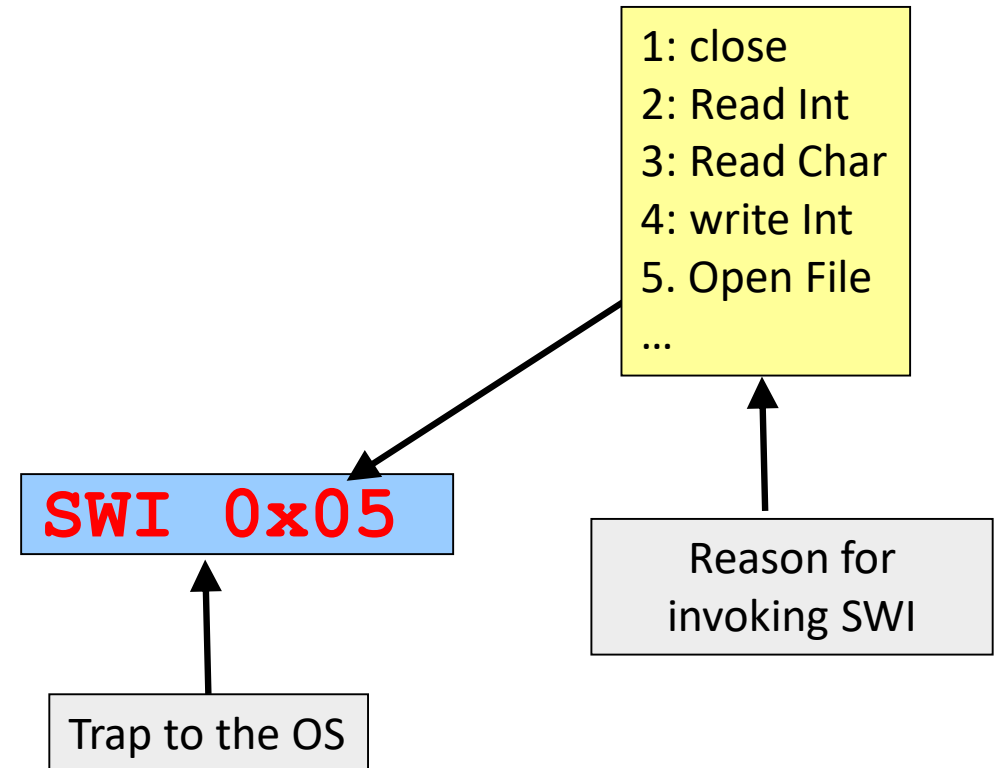 1: close
2: Read Int
3: Read Char
4: write Int
5. Open File
…
SWI 0x05
Reason for
invoking SWI
Trap to the OS